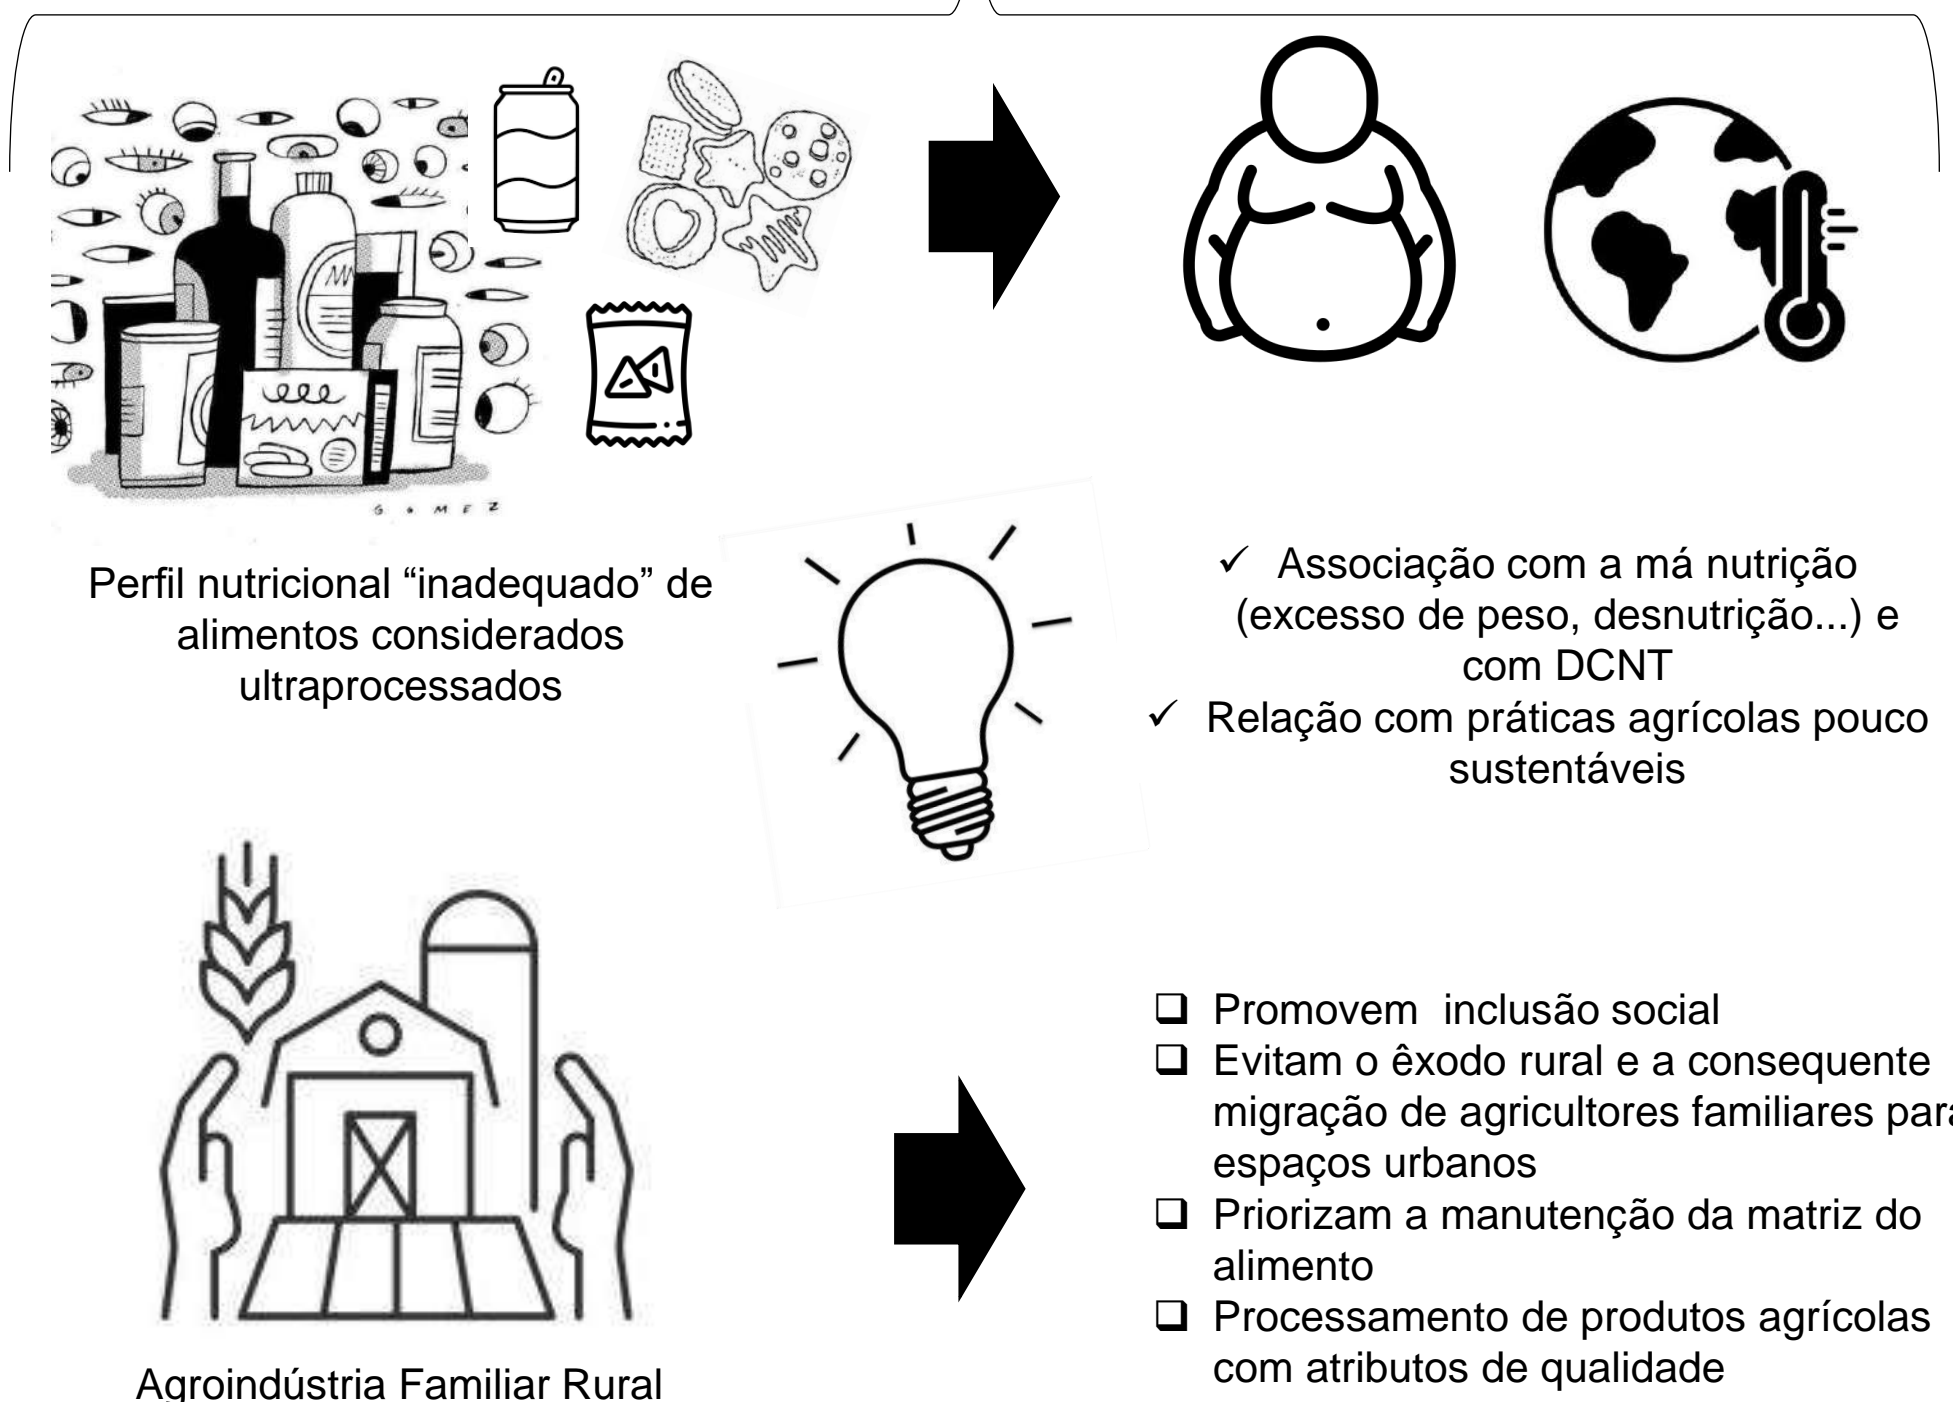 G O M E Z
Perfil nutricional “inadequado” de
alimentos considerados
ultraprocessados
✓ Associação com a má nutrição
(excesso de peso, desnutrição...) e
com DCNT
✓ Relação com práticas agrícolas pouco
sustentáveis
❑ Promovem  inclusão social
❑ Evitam o êxodo rural e a consequente
migração de agricultores familiares para
espaços urbanos
❑ Priorizam a manutenção da matriz do
alimento
❑ Processamento de produtos agrícolas
com atributos de qualidade
Agroindústria Familiar Rural